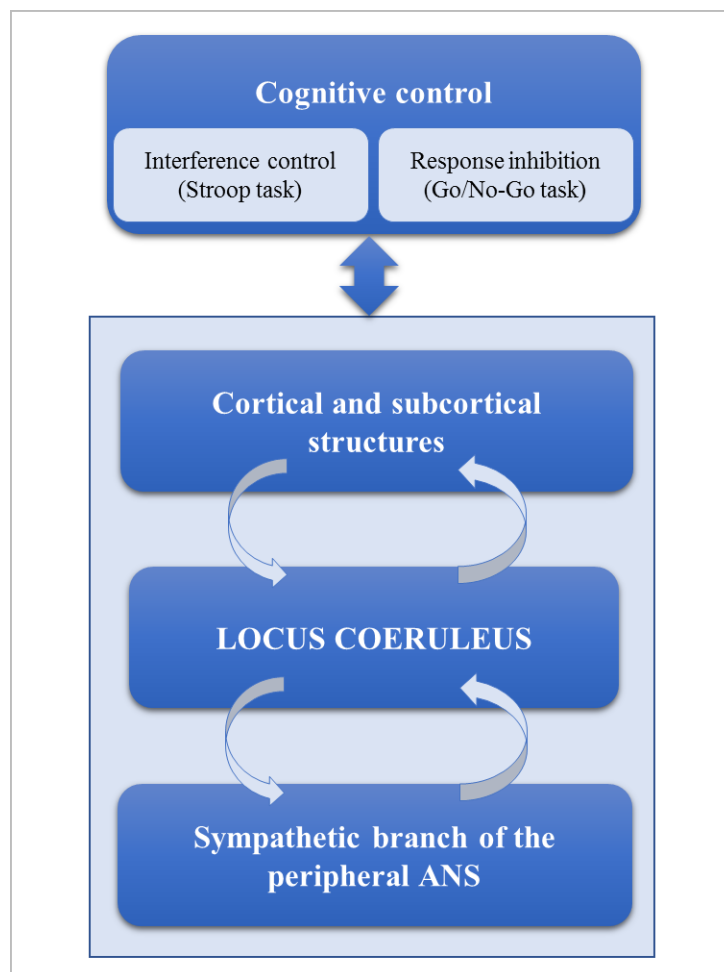 Cognitive control
Interference control
(Stroop task)
Response inhibition
(Go/No-Go task)
Cortical and subcortical
structures
LOCUS COERULEUS
Sympathetic branch of the
peripheral ANS